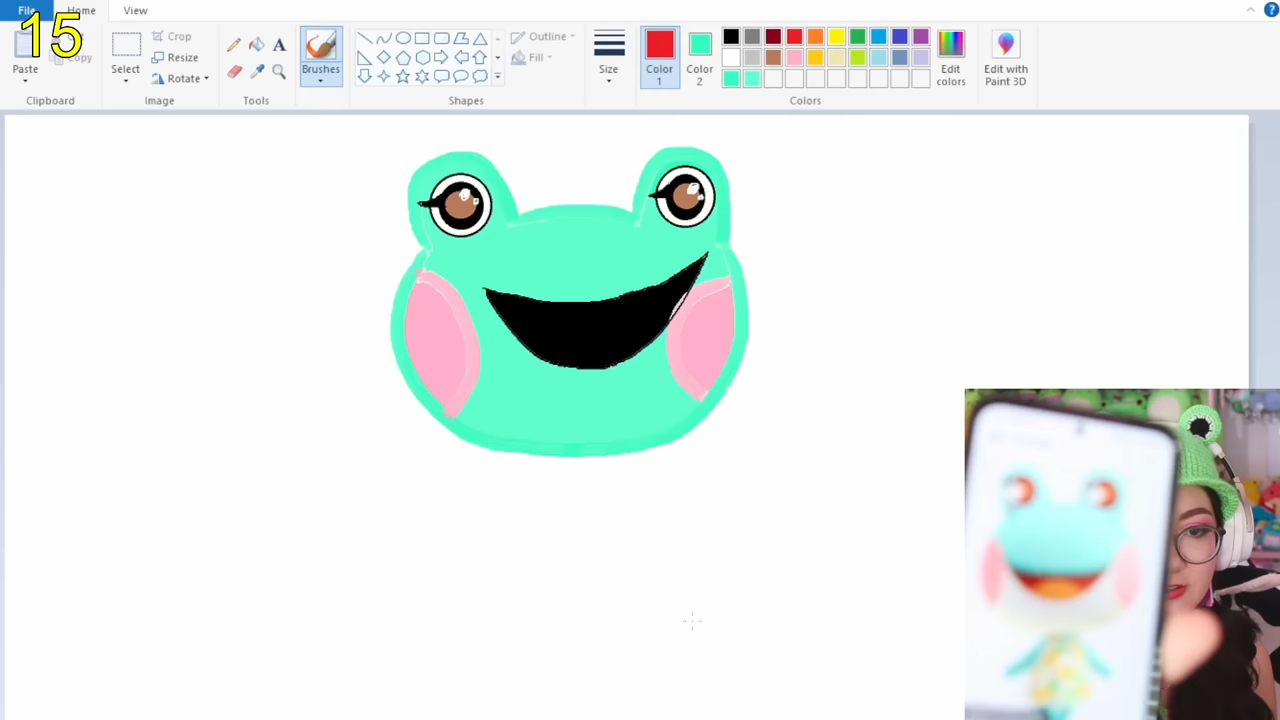 15
File Home View
Paste
Copy
Select
Crop
Resize
Rotate
Brushes
Outline
Fill
Size
Color 1
Color 2
Edit colors
Edit with Paint 3D
Clipboard Image Tools Shapes Colors